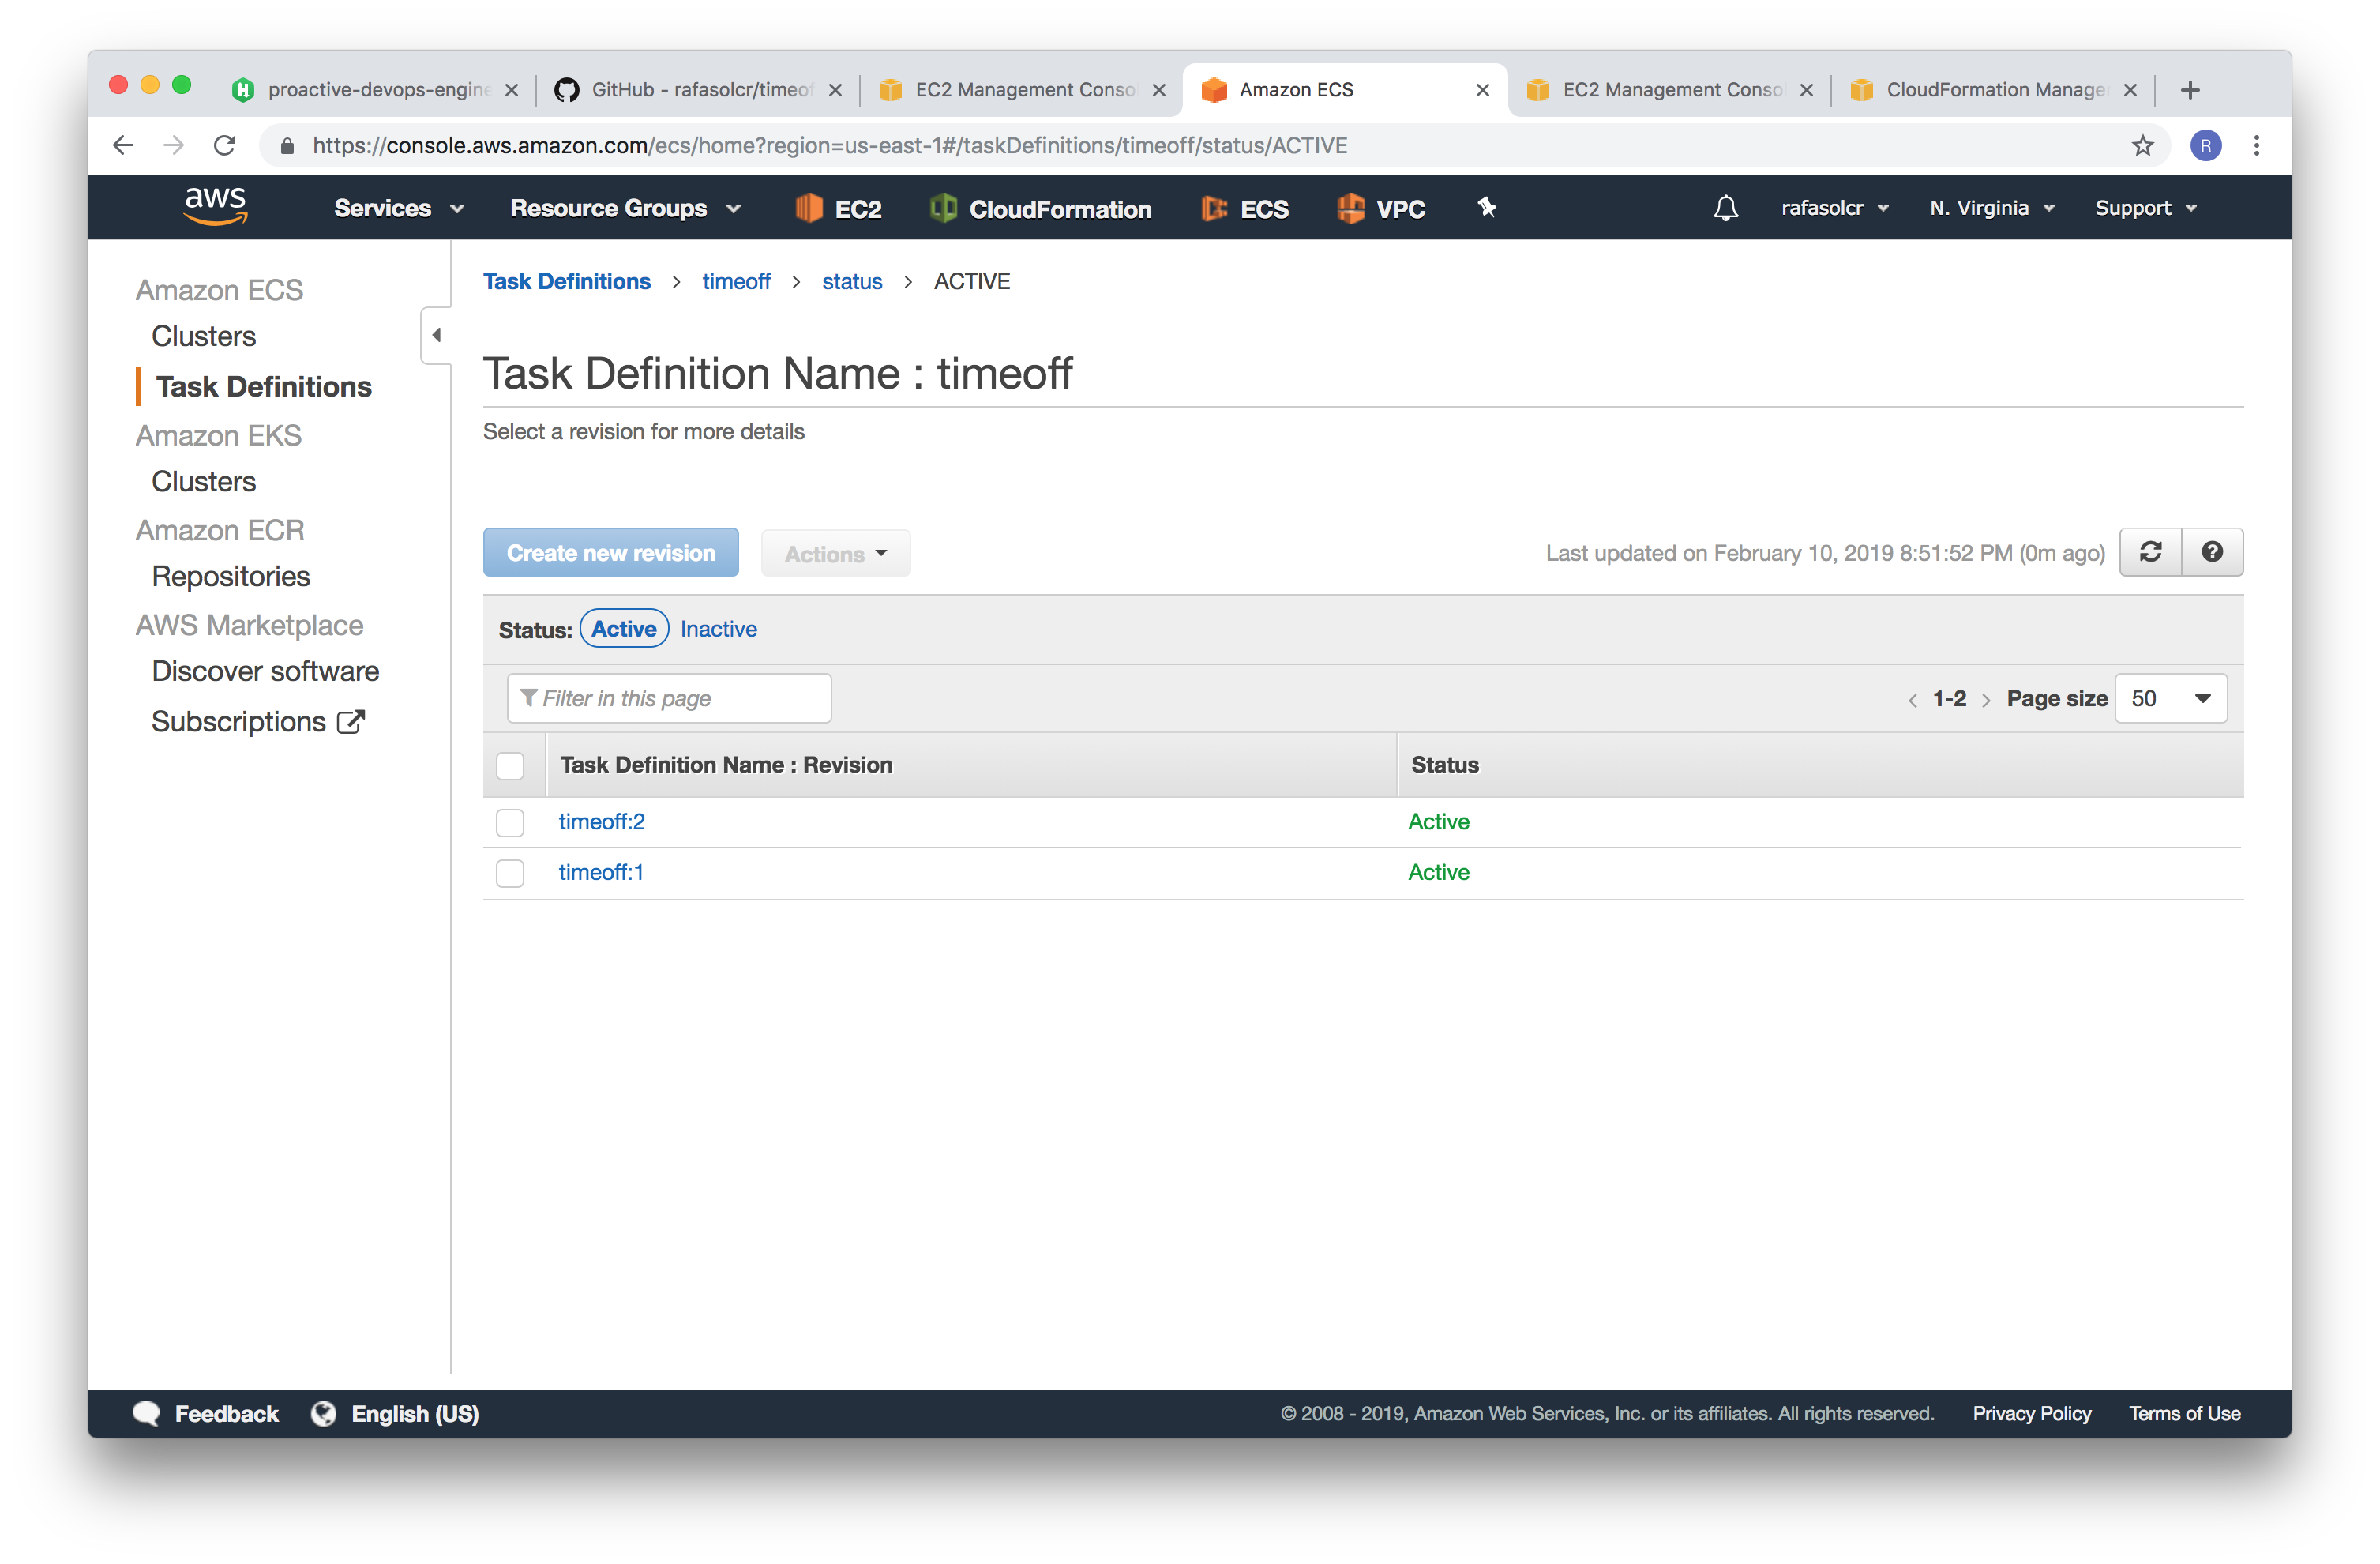 proactive-devops-engine
GitHub - rafasolcr/timeof
EC2 Management Consol
Amazon ECS
EC2 Management Consol
CloudFormation Manage
https://console.aws.amazon.com/ecs/home?region=us-east-1#/taskDefinitions/timeoff/status/ACTIVE
R
aws
Services
Resource Groups
EC2
CloudFormation
ECS
VPC
rafasolcr
N. Virginia
Support
Amazon ECS
Clusters
Task Definitions
Amazon EKS
Clusters
Amazon ECR
Repositories
AWS Marketplace
Discover software
Subscriptions
Task Definitions > timeoff > status > ACTIVE
Task Definition Name : timeoff
Select a revision for more details
Create new revision
Actions
Last updated on February 10, 2019 8:51:52 PM (0m ago)
Status: Active Inactive
Filter in this page
< 1-2 > Page size 50
Task Definition Name : Revision Status
timeoff:2 Active
timeoff:1 Active
Feedback
English (US)
© 2008 - 2019, Amazon Web Services, Inc. or its affiliates. All rights reserved.
Privacy Policy
Terms of Use